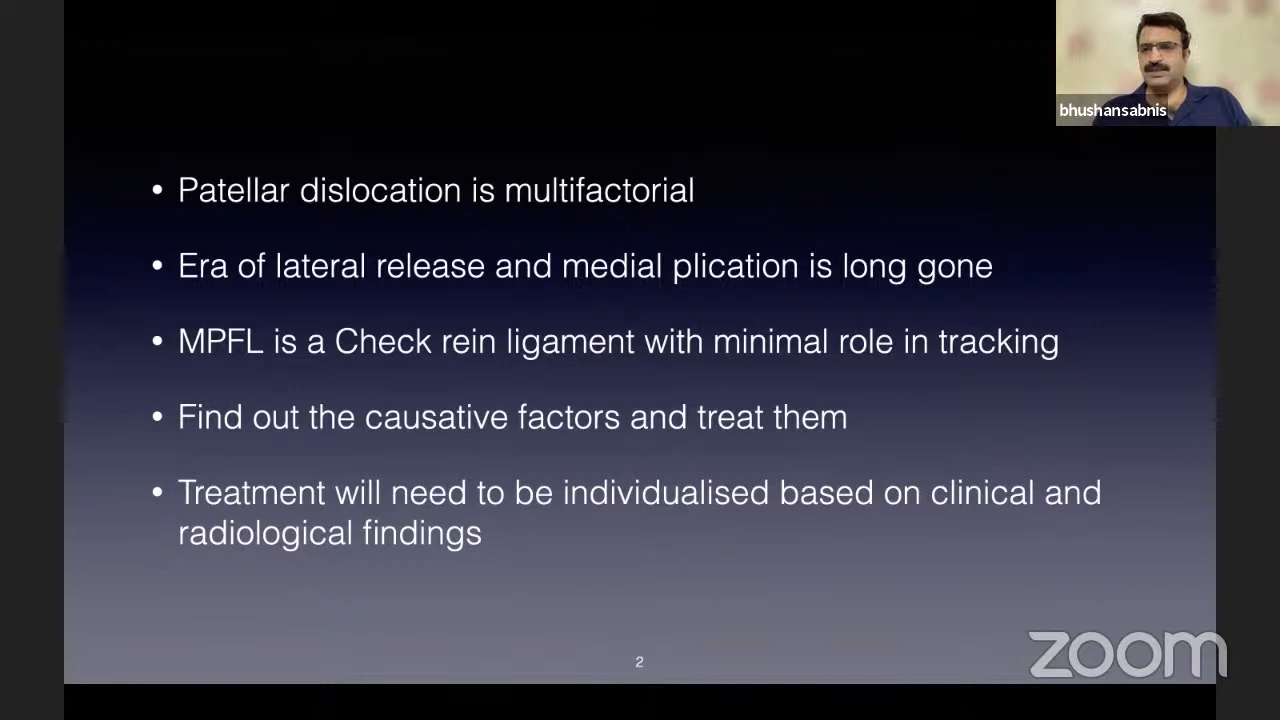 bhushansabnis
• Patellar dislocation is multifactorial
• Era of lateral release and medial plication is long gone
• MPFL is a Check rein ligament with minimal role in tracking
• Find out the causative factors and treat them
• Treatment will need to be individualised based on clinical and
radiological findings
2
zoom